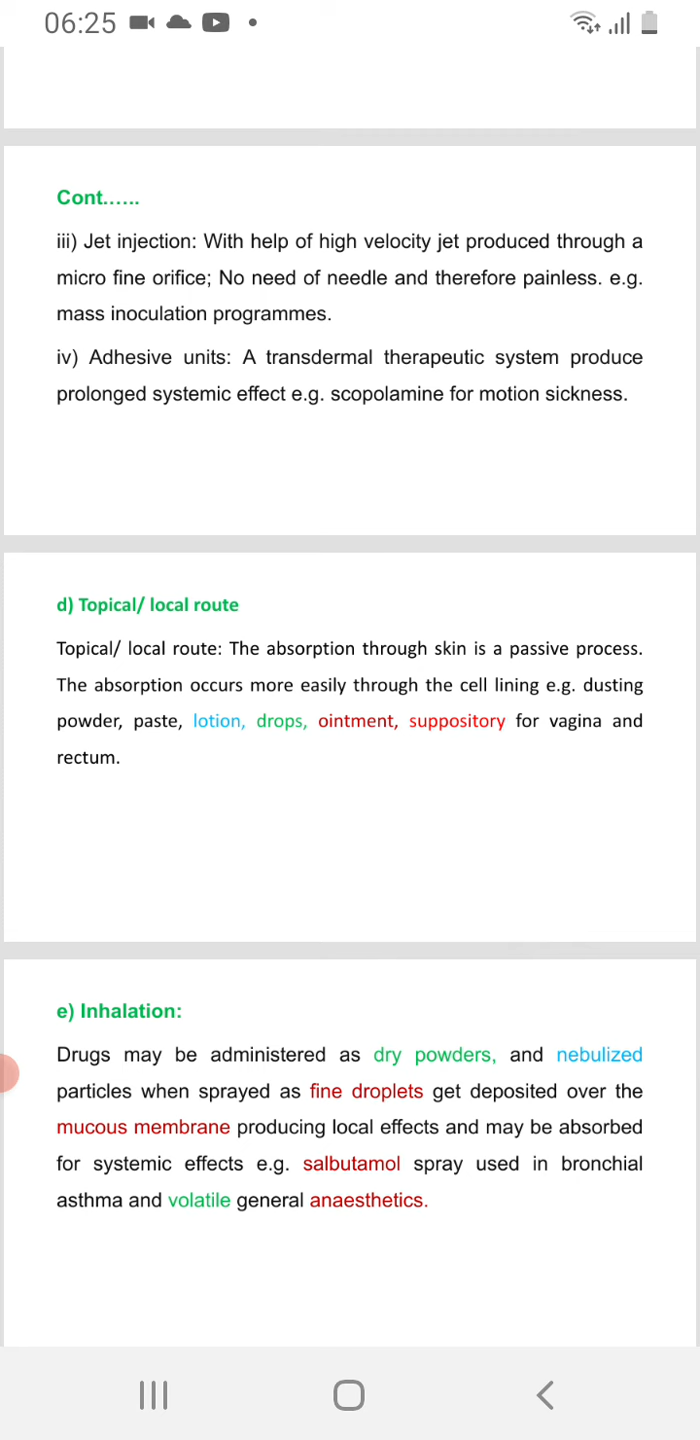 06:25
Cont......
iii) Jet injection: With help of high velocity jet produced through a
micro fine orifice; No need of needle and therefore painless. e.g.
mass inoculation programmes.
iv) Adhesive units: A transdermal therapeutic system produce
prolonged systemic effect e.g. scopolamine for motion sickness.
d) Topical/ local route
Topical/ local route: The absorption through skin is a passive process.
The absorption occurs more easily through the cell lining e.g. dusting
powder, paste, lotion, drops, ointment, suppository for vagina and
rectum.
e) Inhalation:
Drugs may be administered as dry powders, and nebulized
particles when sprayed as fine droplets get deposited over the
mucous membrane producing local effects and may be absorbed
for systemic effects e.g. salbutamol spray used in bronchial
asthma and volatile general anaesthetics.